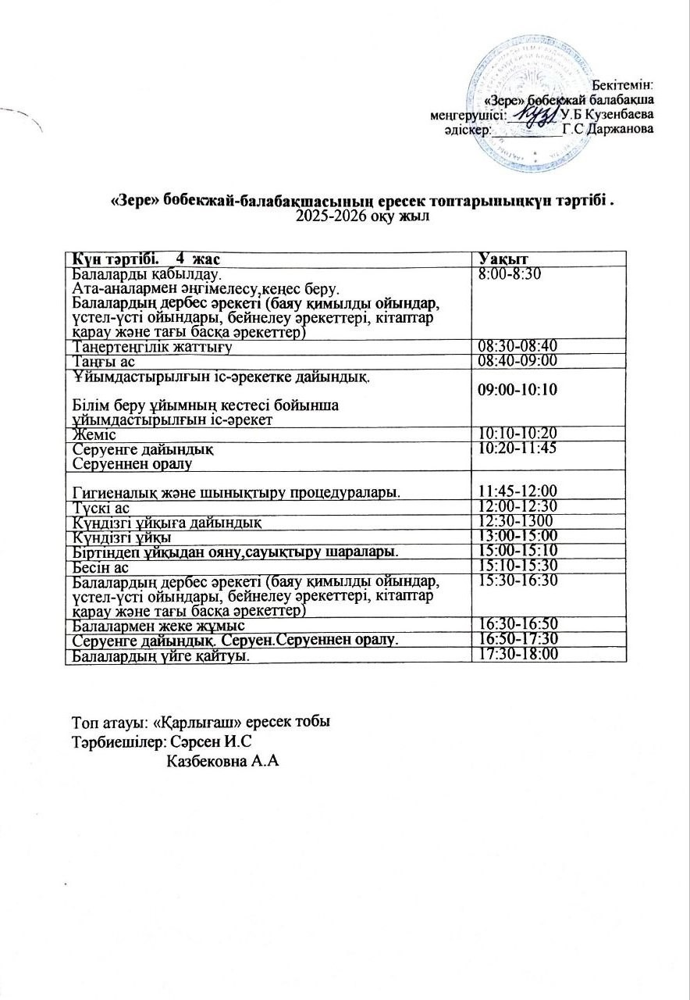 Бекітемін:
«Зере» бөбекжай балабақша
меңгерушісі:________У.Б Кузенбаева
әдіскер:__________Г.С Даржанова
«Зере» бөбекжай-балабақшасының ересек топтарыныңкүн тәртібі .
2025-2026 оқу жыл
Күн тәртібі. 4 жас Уақыт
Балаларды қабылдау. 8:00-8:30
Ата-аналармен әңгімелесу,кеңес беру.
Балалардың дербес әрекеті (баяу қимылды ойындар,
үстел-үсті ойындары, бейнелеу әрекеттері, кітаптар
қарау және тағы басқа әрекеттер)
Таңертеңгілік жаттығу 08:30-08:40
Таңғы ас 08:40-09:00
Ұйымдастырылғын іс-әрекетке дайындық.
09:00-10:10
Білім беру ұйымның кестесі бойынша
ұйымдастырылғын іс-әрекет
Жеміс 10:10-10:20
Серуенге дайындық 10:20-11:45
Серуеннен оралу
Гигиеналық және шынықтыру процедуралары. 11:45-12:00
Түскі ас 12:00-12:30
Күндізгі ұйқыға дайындық 12:30-1300
Күндізгі ұйқы 13:00-15:00
Біртіндеп ұйқыдан ояну,сауықтыру шаралары. 15:00-15:10
Бесін ас 15:10-15:30
Балалардың дербес әрекеті (баяу қимылды ойындар, 15:30-16:30
үстел-үсті ойындары, бейнелеу әрекеттері, кітаптар
қарау және тағы басқа әрекеттер)
Балалармен жеке жұмыс 16:30-16:50
Серуенге дайындық. Серуен.Серуеннен оралу. 16:50-17:30
Балалардың үйге қайтуы. 17:30-18:00
Топ атауы: «Қарлығаш» ересек тобы
Тәрбиешілер: Сәрсен И.С
Казбековна А.А